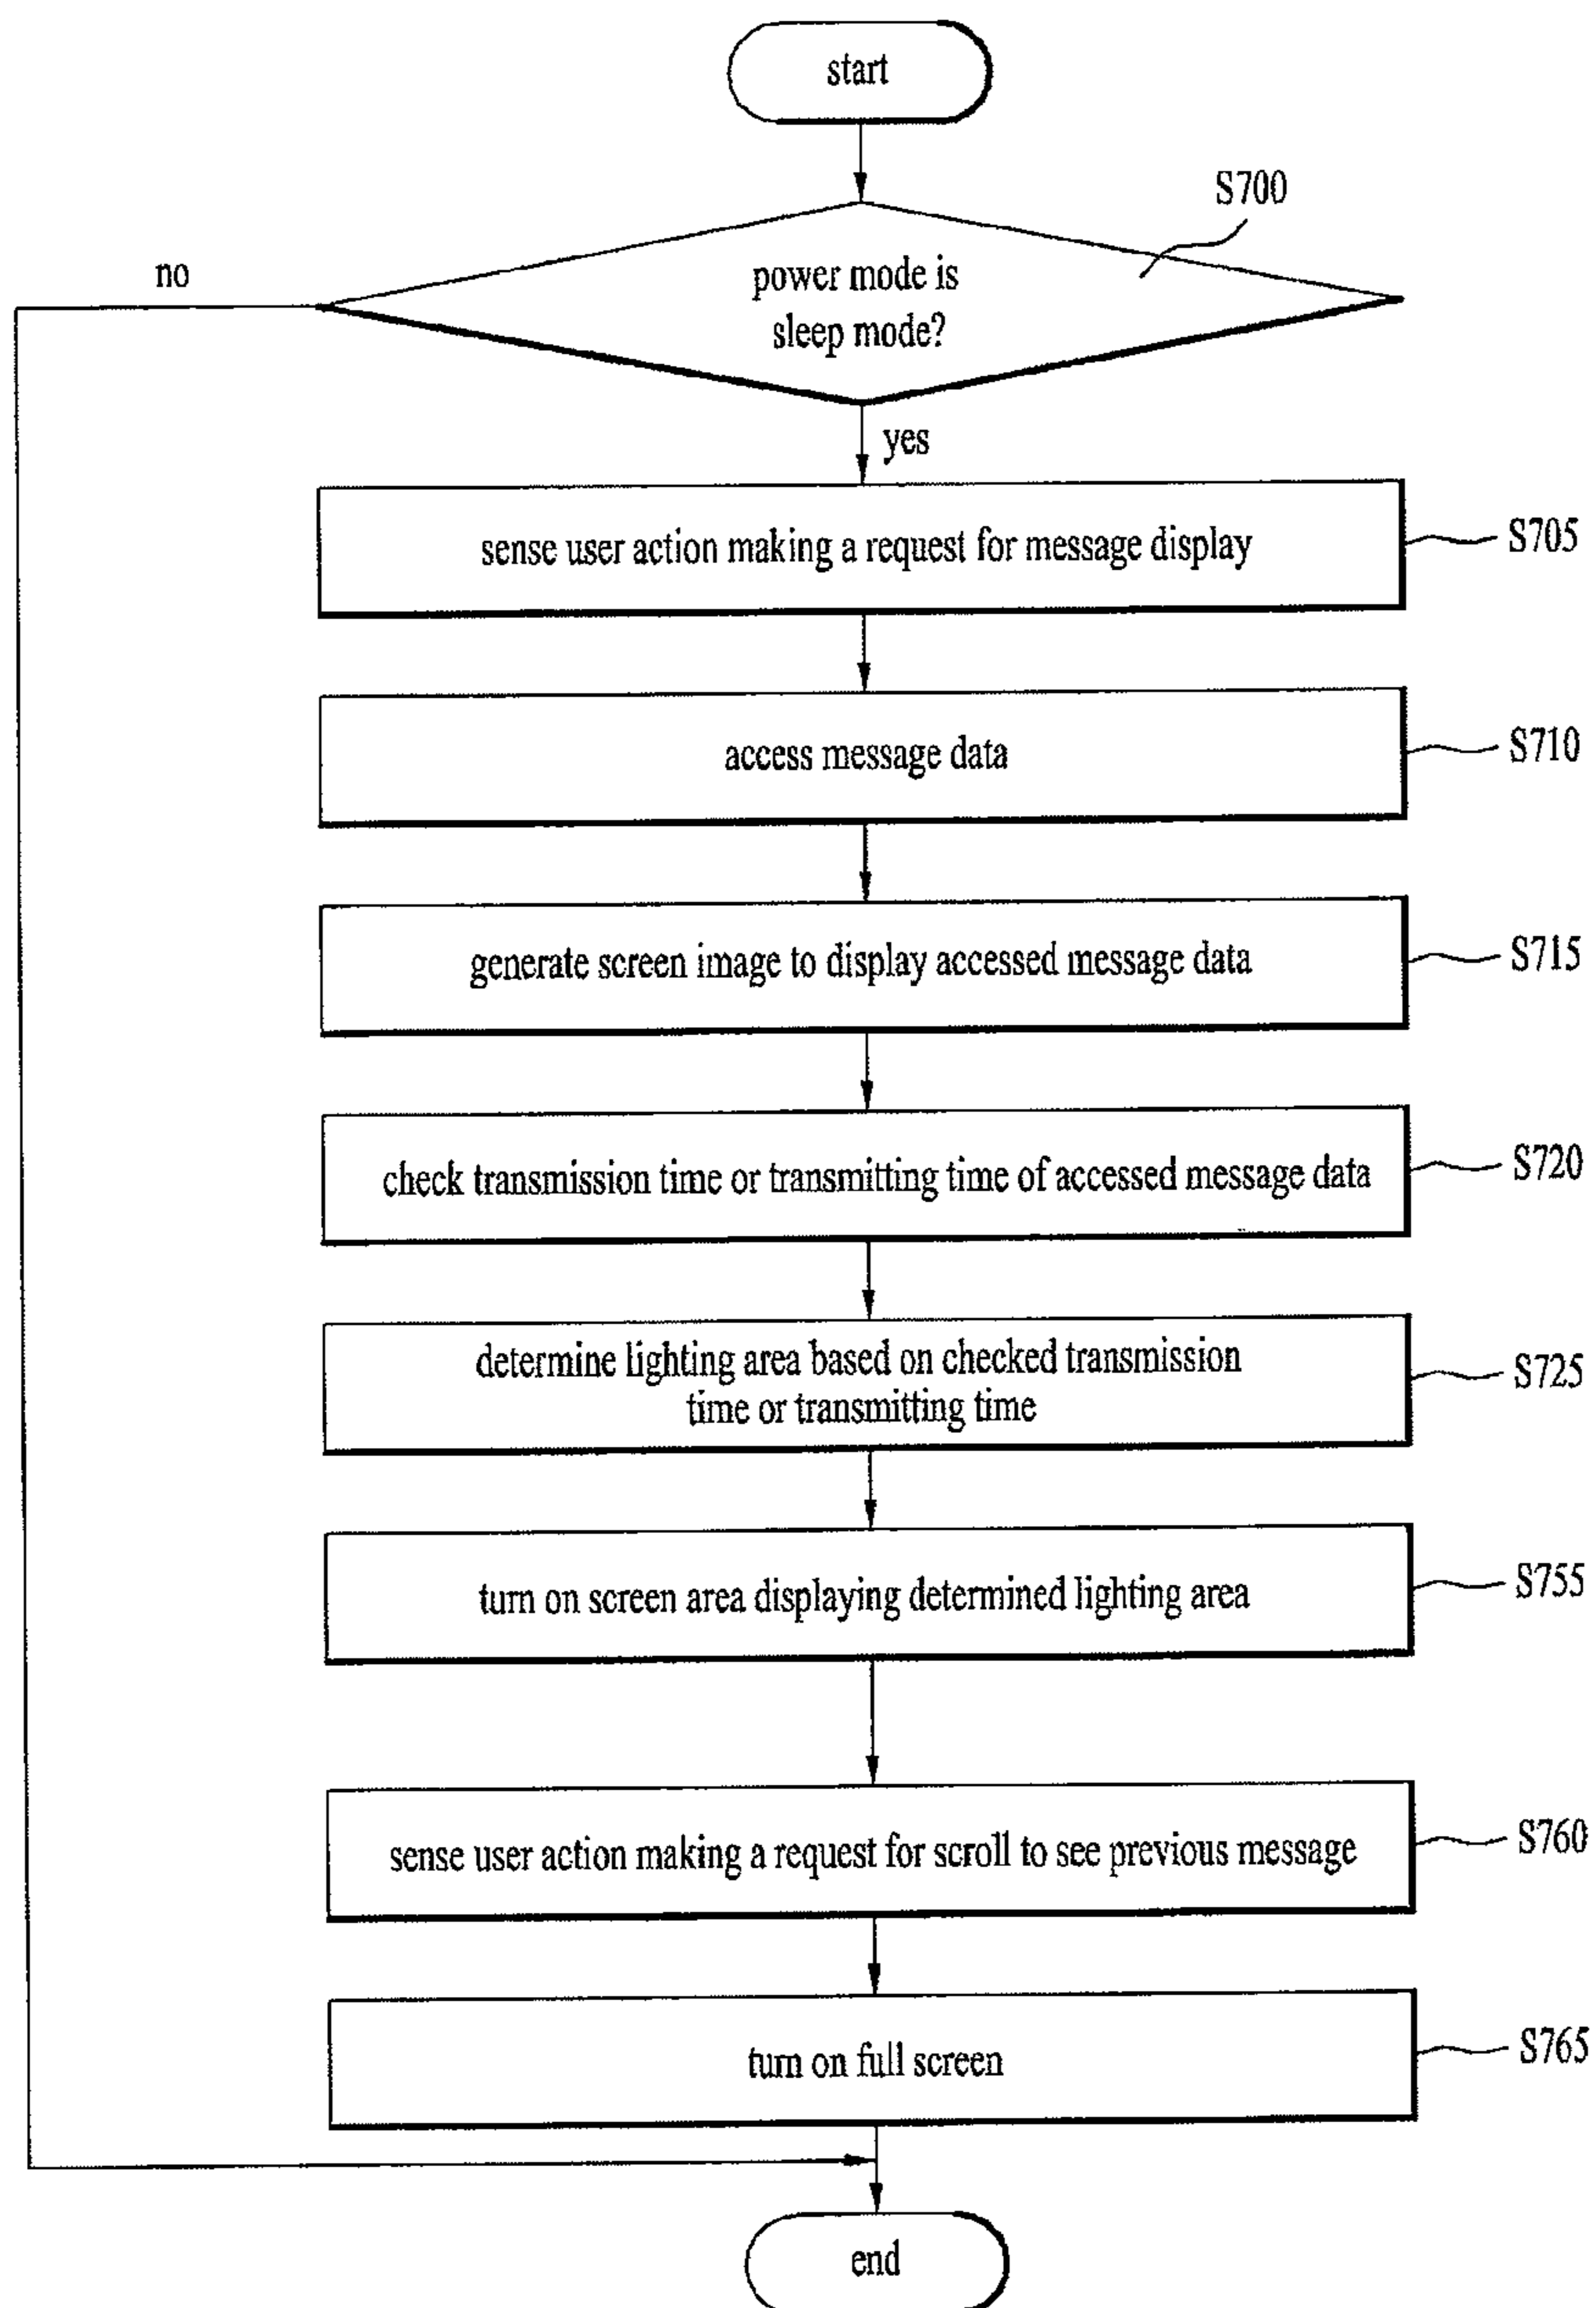 start
S700
no
power mode is
sleep mode?
yes
sense user action making a request for message display
S705
access message data
S710
generate screen image to display accessed message data
S715
check transmission time or transmitting time of accessed message data
S720
determine lighting area based on checked transmission
time or transmitting time
S725
turn on screen area displaying determined lighting area
S755
sense user action making a request for scroll to see previous message
S760
turn on full screen
S765
end